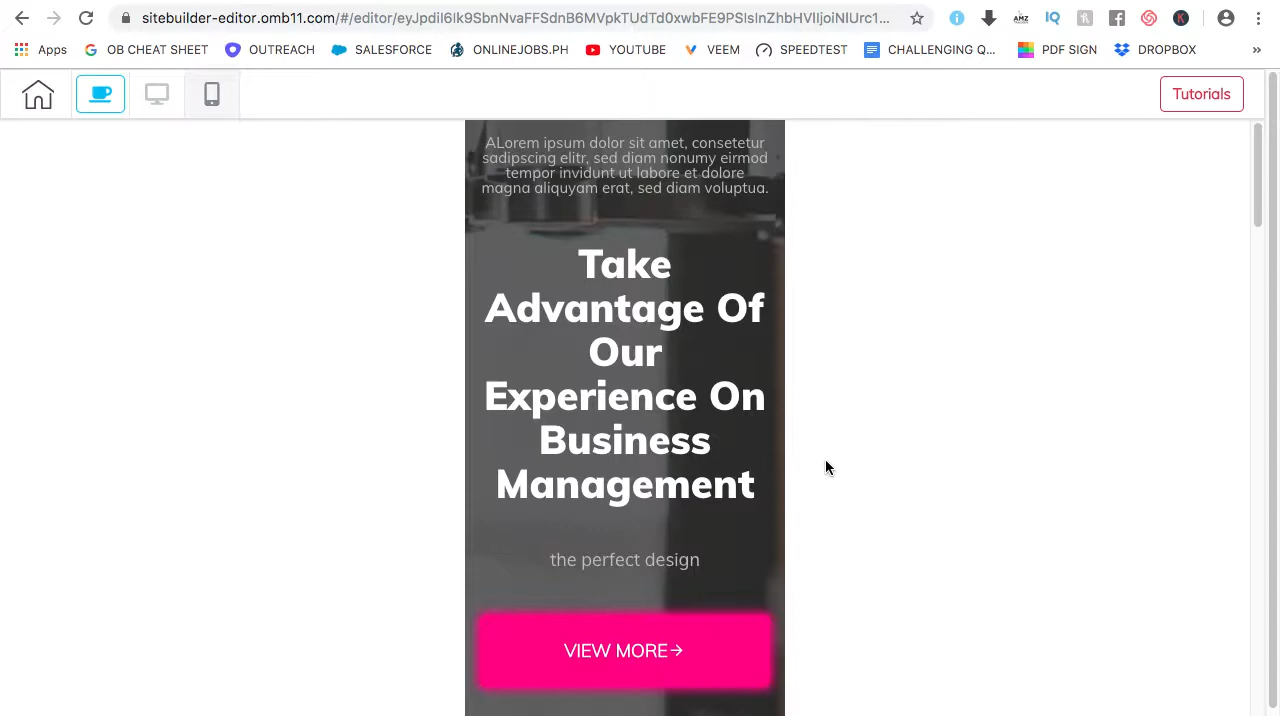 sitebuilder-editor.omb11.com/#/editor/eyJpdiI6Ik9SbnNvaFFSdnB6MVpkTUdTd0xwbFE9PSIsInZhbHVlIjoiNlUrc1...
AMZ
IQ
K
Apps
OB CHEAT SHEET
OUTREACH
SALESFORCE
ONLINEJOBS.PH
YOUTUBE
VEEM
SPEEDTEST
CHALLENGING Q...
PDF SIGN
DROPBOX
»
Tutorials
ALorem ipsum dolor sit amet, consetetur
sadipscing elitr, sed diam nonumy eirmod
tempor invidunt ut labore et dolore
magna aliquyam erat, sed diam voluptua.
Take
Advantage Of
Our
Experience On
Business
Management
the perfect design
VIEW MORE→